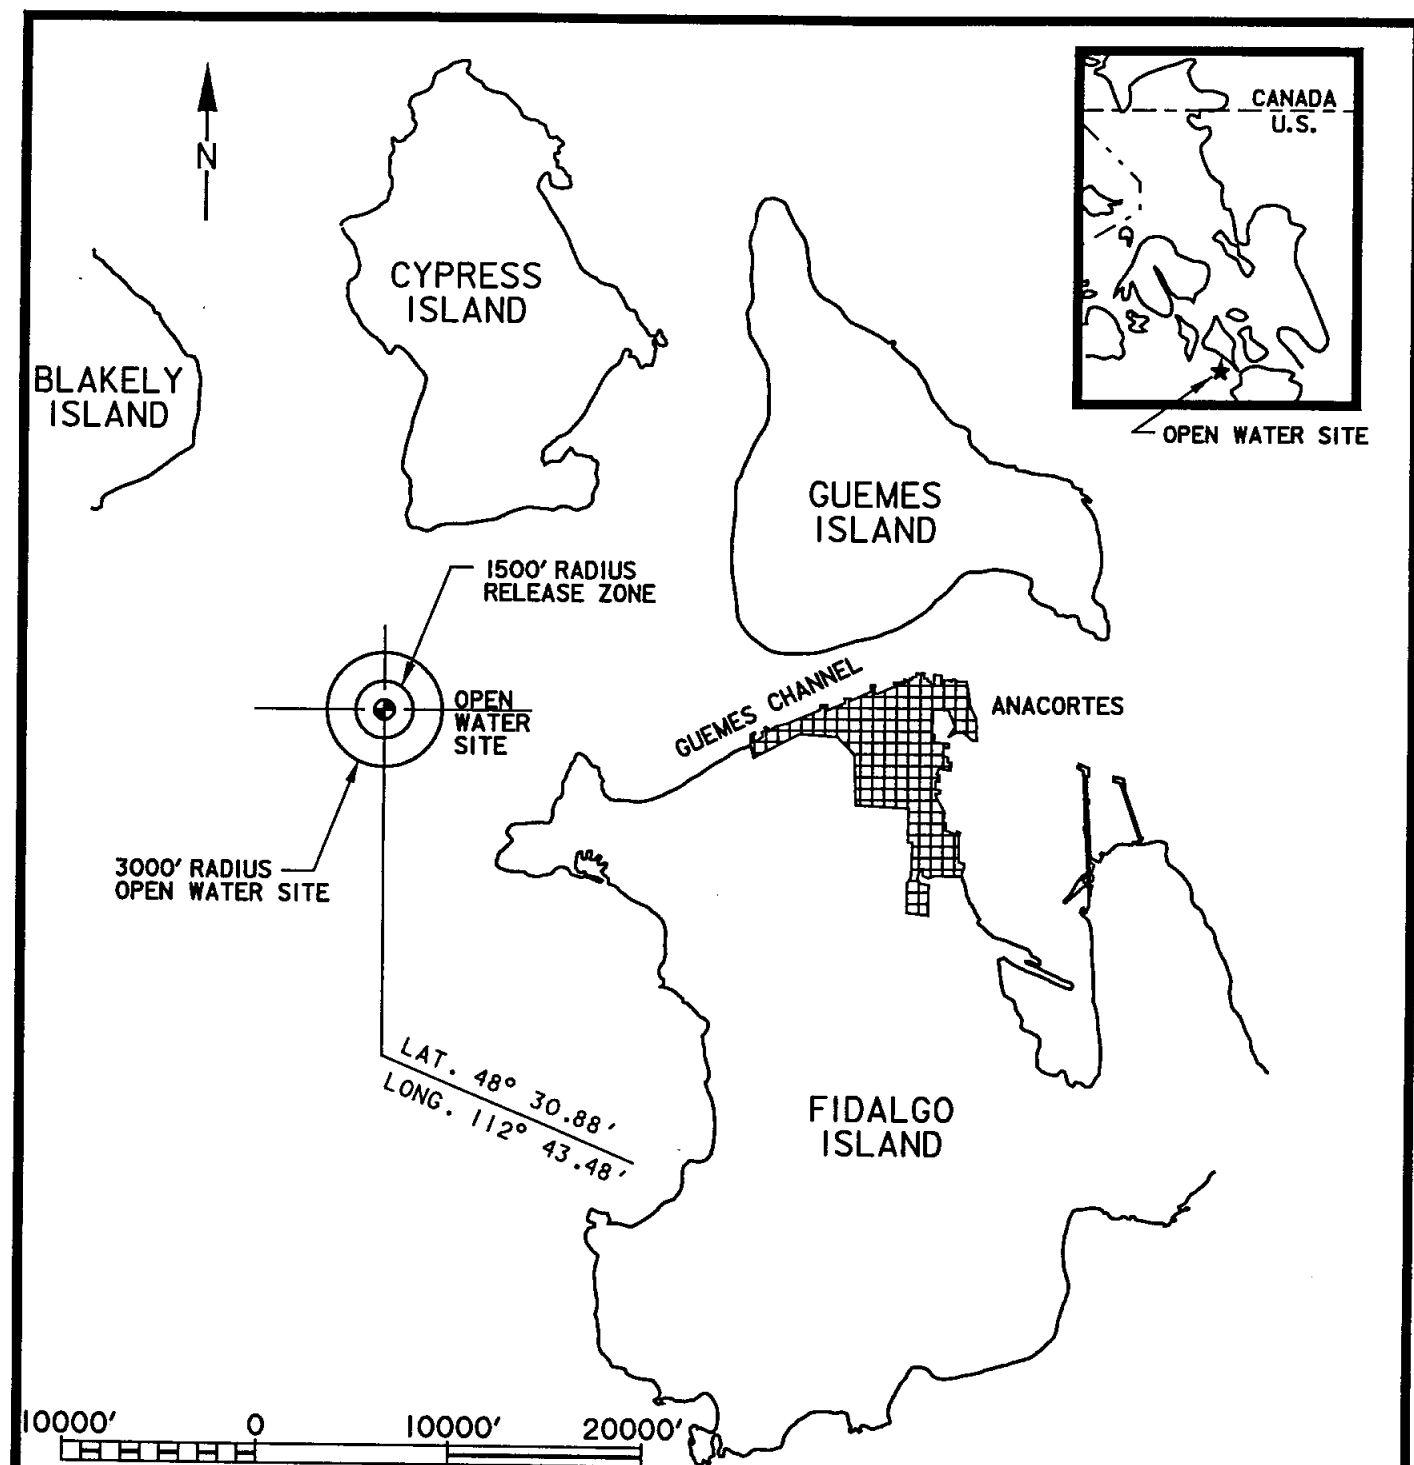 N
CANADA
U.S.
OPEN WATER SITE
CYPRESS
ISLAND
BLAKELY
ISLAND
GUEMES
ISLAND
1500' RADIUS
RELEASE ZONE
OPEN
WATER
SITE
GUEMES CHANNEL
ANACORTES
3000' RADIUS
OPEN WATER SITE
LAT. 48° 30.88'
LONG. 112° 43.48'
FIDALGO
ISLAND
10000' 0 10000' 20000'